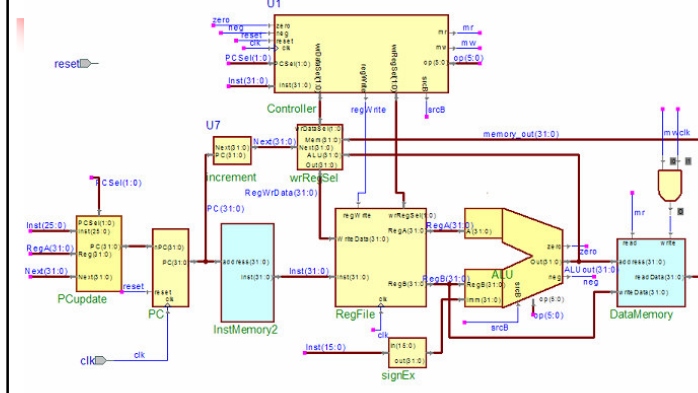 U1
zero
neg
reset
clk
PCSel(1:0)
Inst(31:0)
zero
neg
reset
clk
PCSel(1:0)
Inst(31:0)
wrDataSel(1:0)
regWrite
wrRegSel(1:0)
srcB
mr
mw
op(5:0)
mr
mw
op(5:0)
Controller
regWrite
srcB
reset
U7
Next(31:0)
PC(31:0)
increment
Next(31:0)
wrDataSel(1:0)
Mem(31:0)
Next(31:0)
ALU(31:0)
Out(31:0)
wrRegSel
memory_out(31:0)
mw
clk
PCSel(1:0)
RegWrData(31:0)
PC(31:0)
Inst(25:0)
RegA(31:0)
Next(31:0)
PCSel(1:0)
Inst(25:0)
PC(31:0)
Reg(31:0)
Next(31:0)
PCupdate
reset
nPC(31:0)
PC(31:0)
reset
clk
PC
address(31:0)
inst(31:0)
InstMemory2
Inst(31:0)
regWrite
wrRegSel(1:0)
RegA(31:0)
WriteData(31:0)
Inst(31:0)
RegB(31:0)
clk
RegFile
clk
RegA(31:0)
RegB(31:0)
A(31:0)
RegB(31:0)
Imm(31:0)
zero
Out(31:0)
neg
srcB
op(5:0)
ALU
srcB
op(5:0)
zero
ALUout(31:0)
neg
mr
read
write
address(31:0)
readData(31:0)
writeData(31:0)
DataMemory
clk
clk
Inst(15:0)
in(15:0)
out(31:0)
signEx